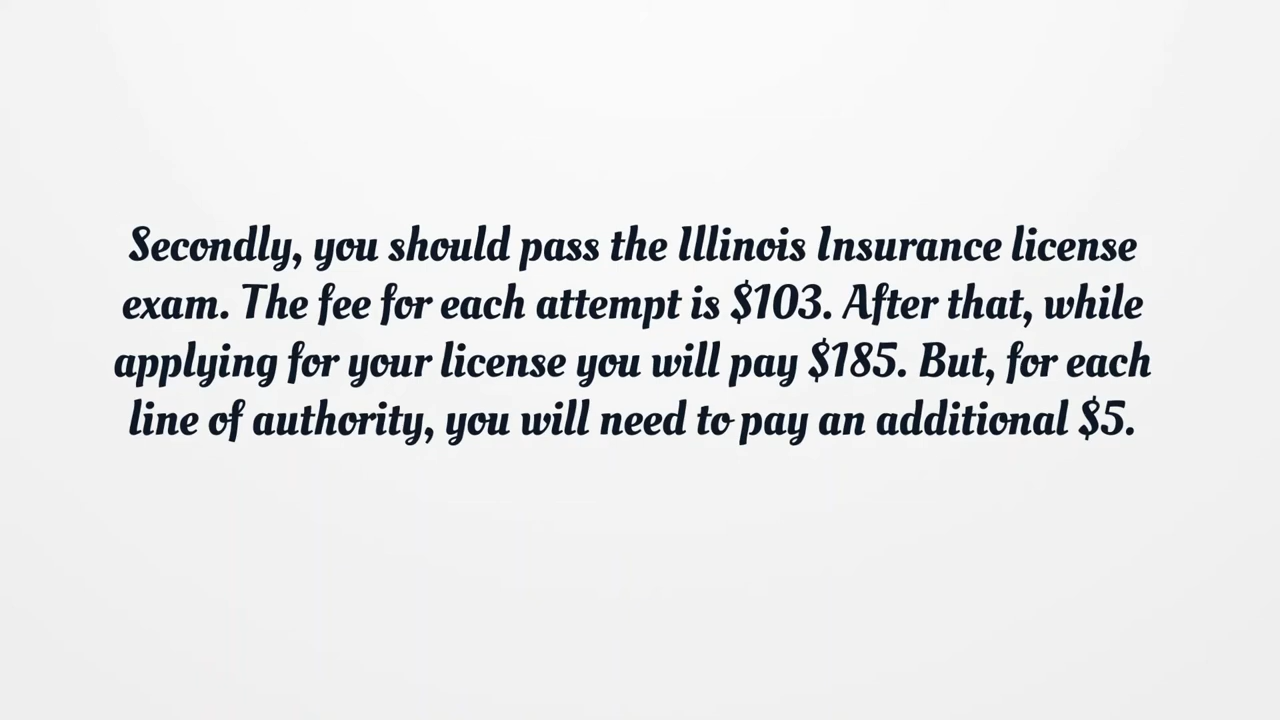 Secondly, you should pass the Illinois Insurance license
exam. The fee for each attempt is $103. After that, while
applying for your license you will pay $185. But, for each
line of authority, you will need to pay an additional $5.